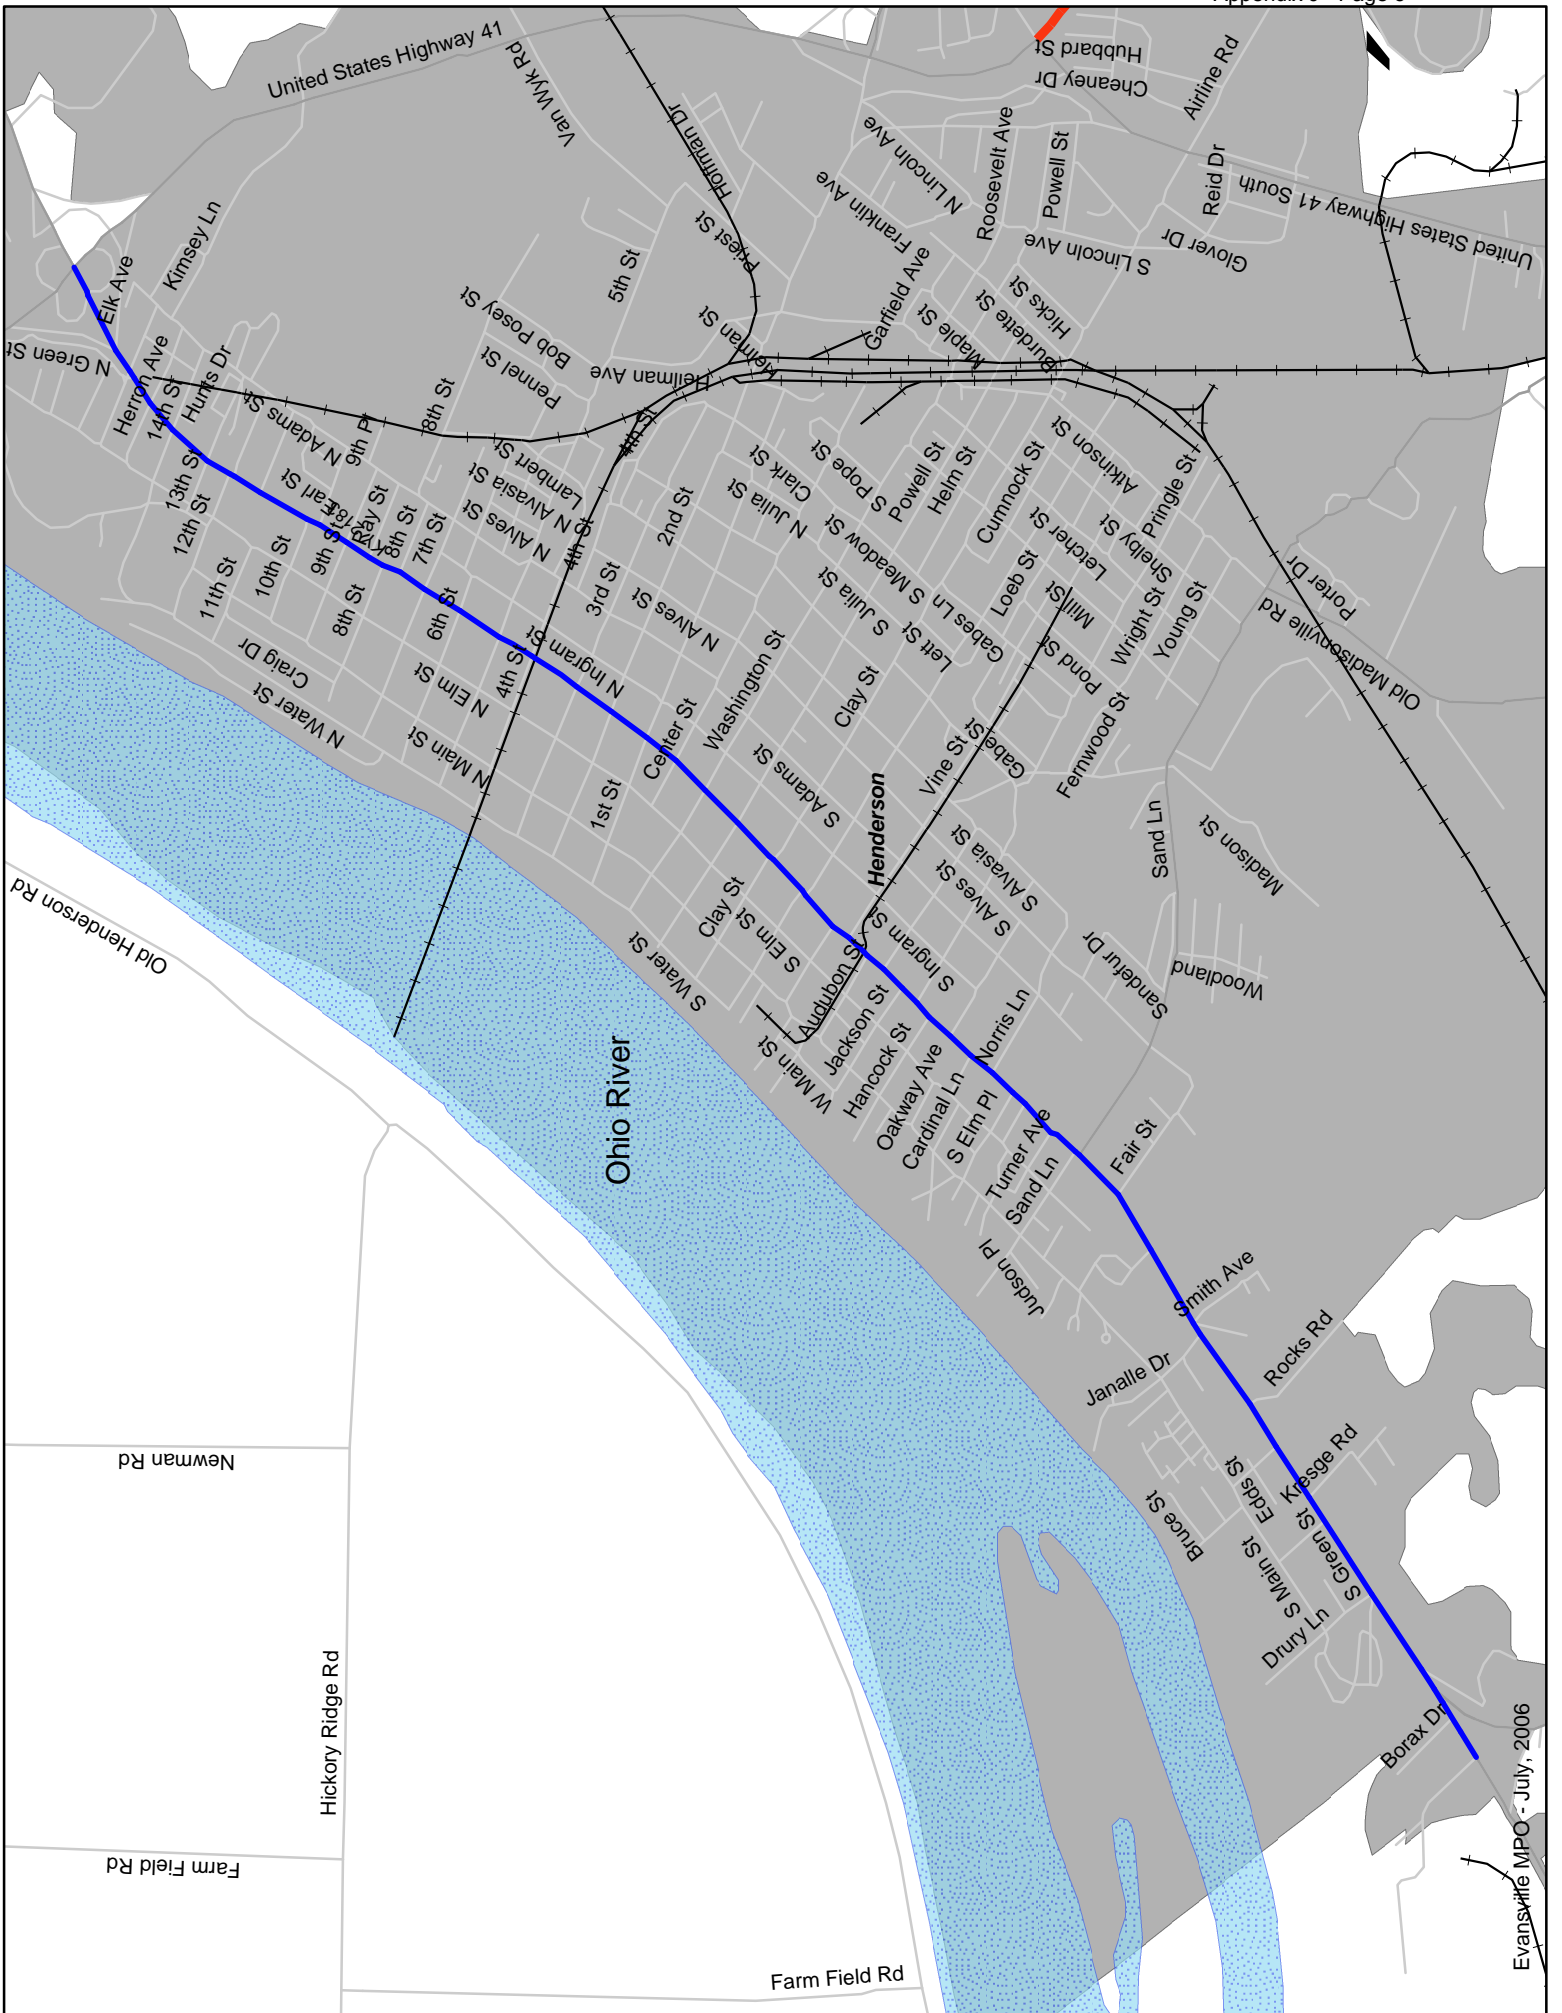 United States Highway 41
Van Wyk Rd
Hoffman Dr
Hubbard St
Cheaney Dr
Airline Rd
N Lincoln Ave
Roosevelt Ave
Powell St
Reid Dr
United States Highway 41 South
Franklin Ave
S Lincoln Ave
Glover Dr
Kimsey Ln
Elk Ave
Priest St
5th St
Garfield Ave
Hicks St
Burdette St
Maple St
Bob Posey St
Pennel St
Heilman St
Heilman Ave
N Green St
Herron Ave
14th St
Hunts Dr
N Adams St
9th Pl
8th St
4th St
Lambert St
N Alvasia St
N Alves St
13th St
12th St
Earl St
Ray St
9th St
8th St
7th St
4th St
2nd St
N Julia St
Clark St
S Pope St
Powell St
Helm St
Cumnock St
Atkinson St
Pringle St
Letcher St
Shelby St
11th St
10th St
8th St
6th St
3rd St
N Alves St
S Julia St
S Meadow St
Lett St
Gabes Ln
Loeb St
Mill St
Pond St
Wright St
Young St
Porter Dr
Old Madisonville Rd
Craig Dr
N Water St
N Elm St
N Main St
4th St
N Ingram St
Center St
Washington St
Clay St
Gabe St
Vine St
Fernwood St
1st St
S Adams St
Henderson
Sand Ln
Madison St
S Alvasia St
S Alves St
Old Henderson Rd
Clay St
S Elm St
S Water St
S Ingram St
Audubon St
Sandefur Dr
Woodland
Ohio River
W Main St
Jackson St
Hancock St
Oakway Ave
Cardinal Ln
S Elm Pl
Norris Ln
Turner Ave
Sand Ln
Fair St
Judson Pl
Smith Ave
Janalle Dr
Rocks Rd
Newman Rd
Bruce St
Edds St
Kresge Rd
S Main St
S Green St
Drury Ln
Hickory Ridge Rd
Borax Dr
Farm Field Rd
Farm Field Rd
Evansville MPO - July, 2006